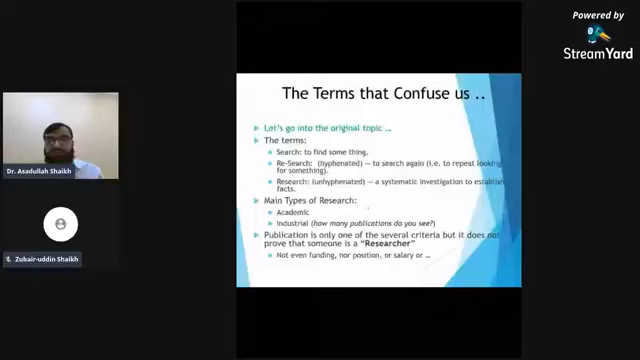 Powered by
StreamYard
The Terms that Confuse us ..
Let's go into the original topic …
The terms:
Search: to find some thing.
Re-Search: (hyphenated) — to search again (i.e. to repeat looking
for something).
Research: (unhyphenated) — a systematic investigation to establish
facts.
Main Types of Research:
Academic
Industrial (how many publications do you see?)
Publication is only one of the several criteria but it does not
prove that someone is a "Researcher"
Not even funding, nor position, or salary or …
Dr. Asadullah Shaikh
Zubair-uddin Shaikh